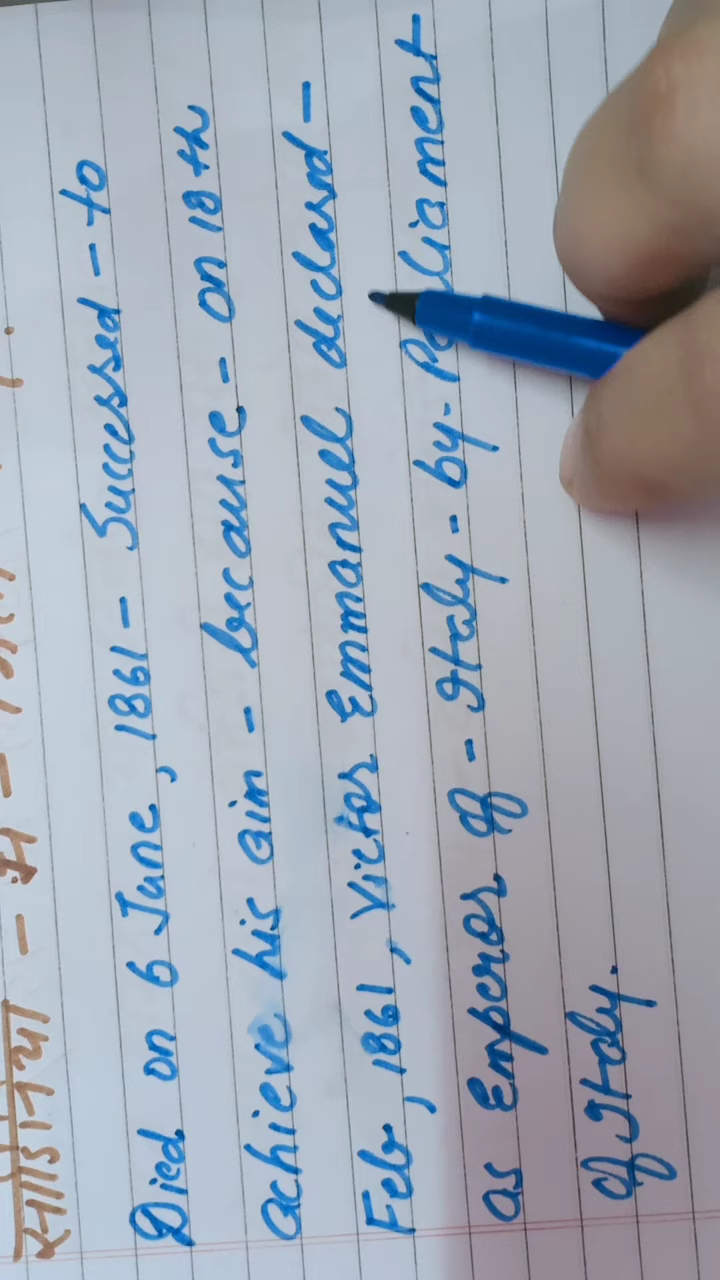 सार्डिनिया - 
Died on 6 June, 1861 - Successed - to
achieve his aim - because - on 18th
Feb, 1861, Victor Emmanuel declared -
as Emperor of - Italy - by - Parliament
of Italy.